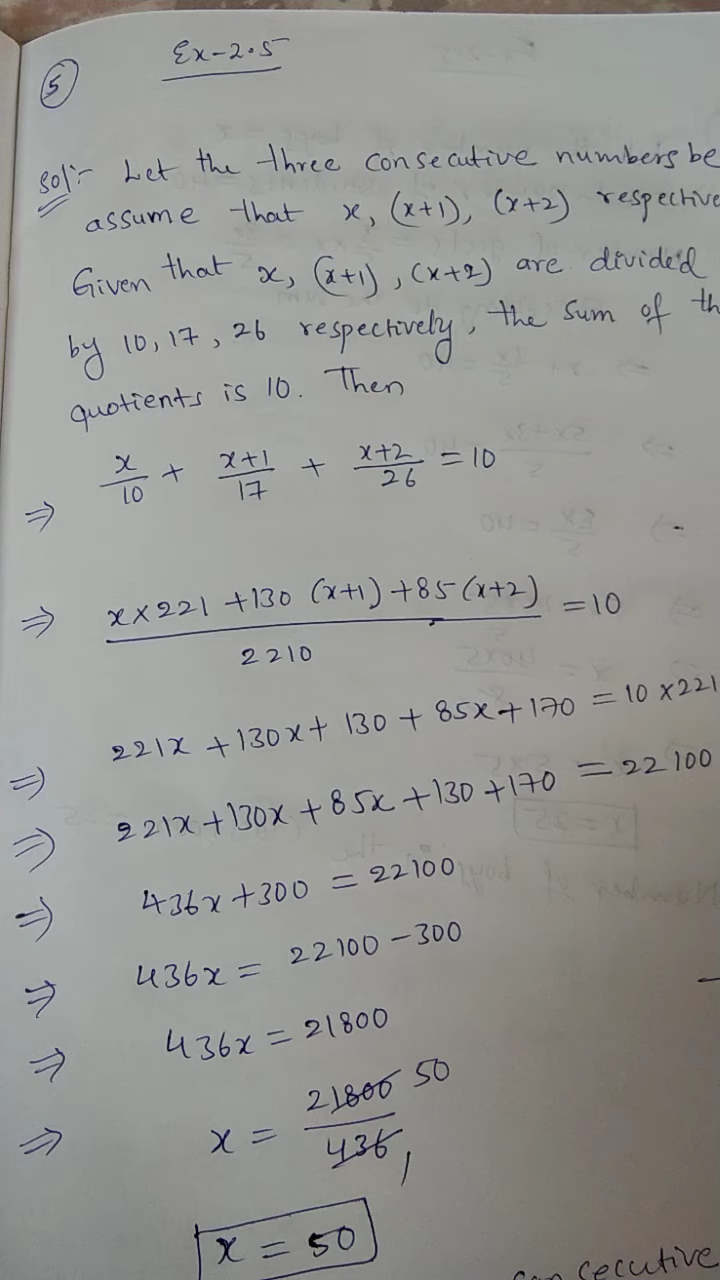 Ex-2.5
5
Sol:- Let the three consecutive numbers be
assume that x, (x+1), (x+2) respective
Given that x, (x+1), (x+2) are divided
by 10, 17, 26 respectively, the sum of th
quotients is 10. Then
⇒ x/10 + x+1/17 + x+2/26 = 10
⇒ x×221 +130 (x+1) +85 (x+2)/2210 = 10
⇒ 221x +130x+ 130 + 85x+170 = 10 ×221
⇒ 221x+130x+85x+130+170 = 22100
⇒ 436x+300 = 22100
⇒ 436x = 22100 -300
⇒ 436x = 21800
⇒ x = 21800/436 50 1
x = 50
consecutive